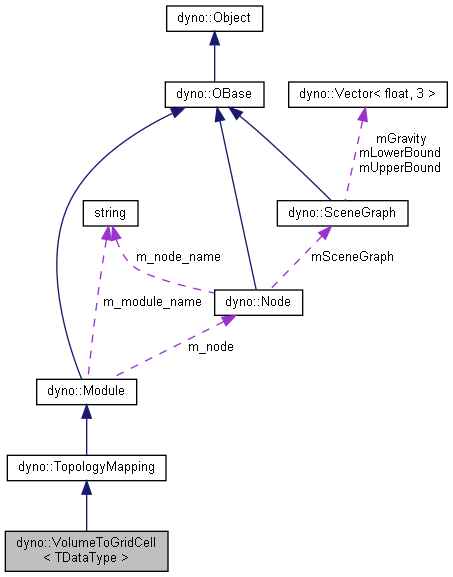 dyno::Object
dyno::OBase
dyno::Vector< float, 3 >
mGravity
mLowerBound
mUpperBound
string
dyno::SceneGraph
m_node_name
mSceneGraph
m_module_name
dyno::Node
m_node
dyno::Module
dyno::TopologyMapping
dyno::VolumeToGridCell
< TDataType >